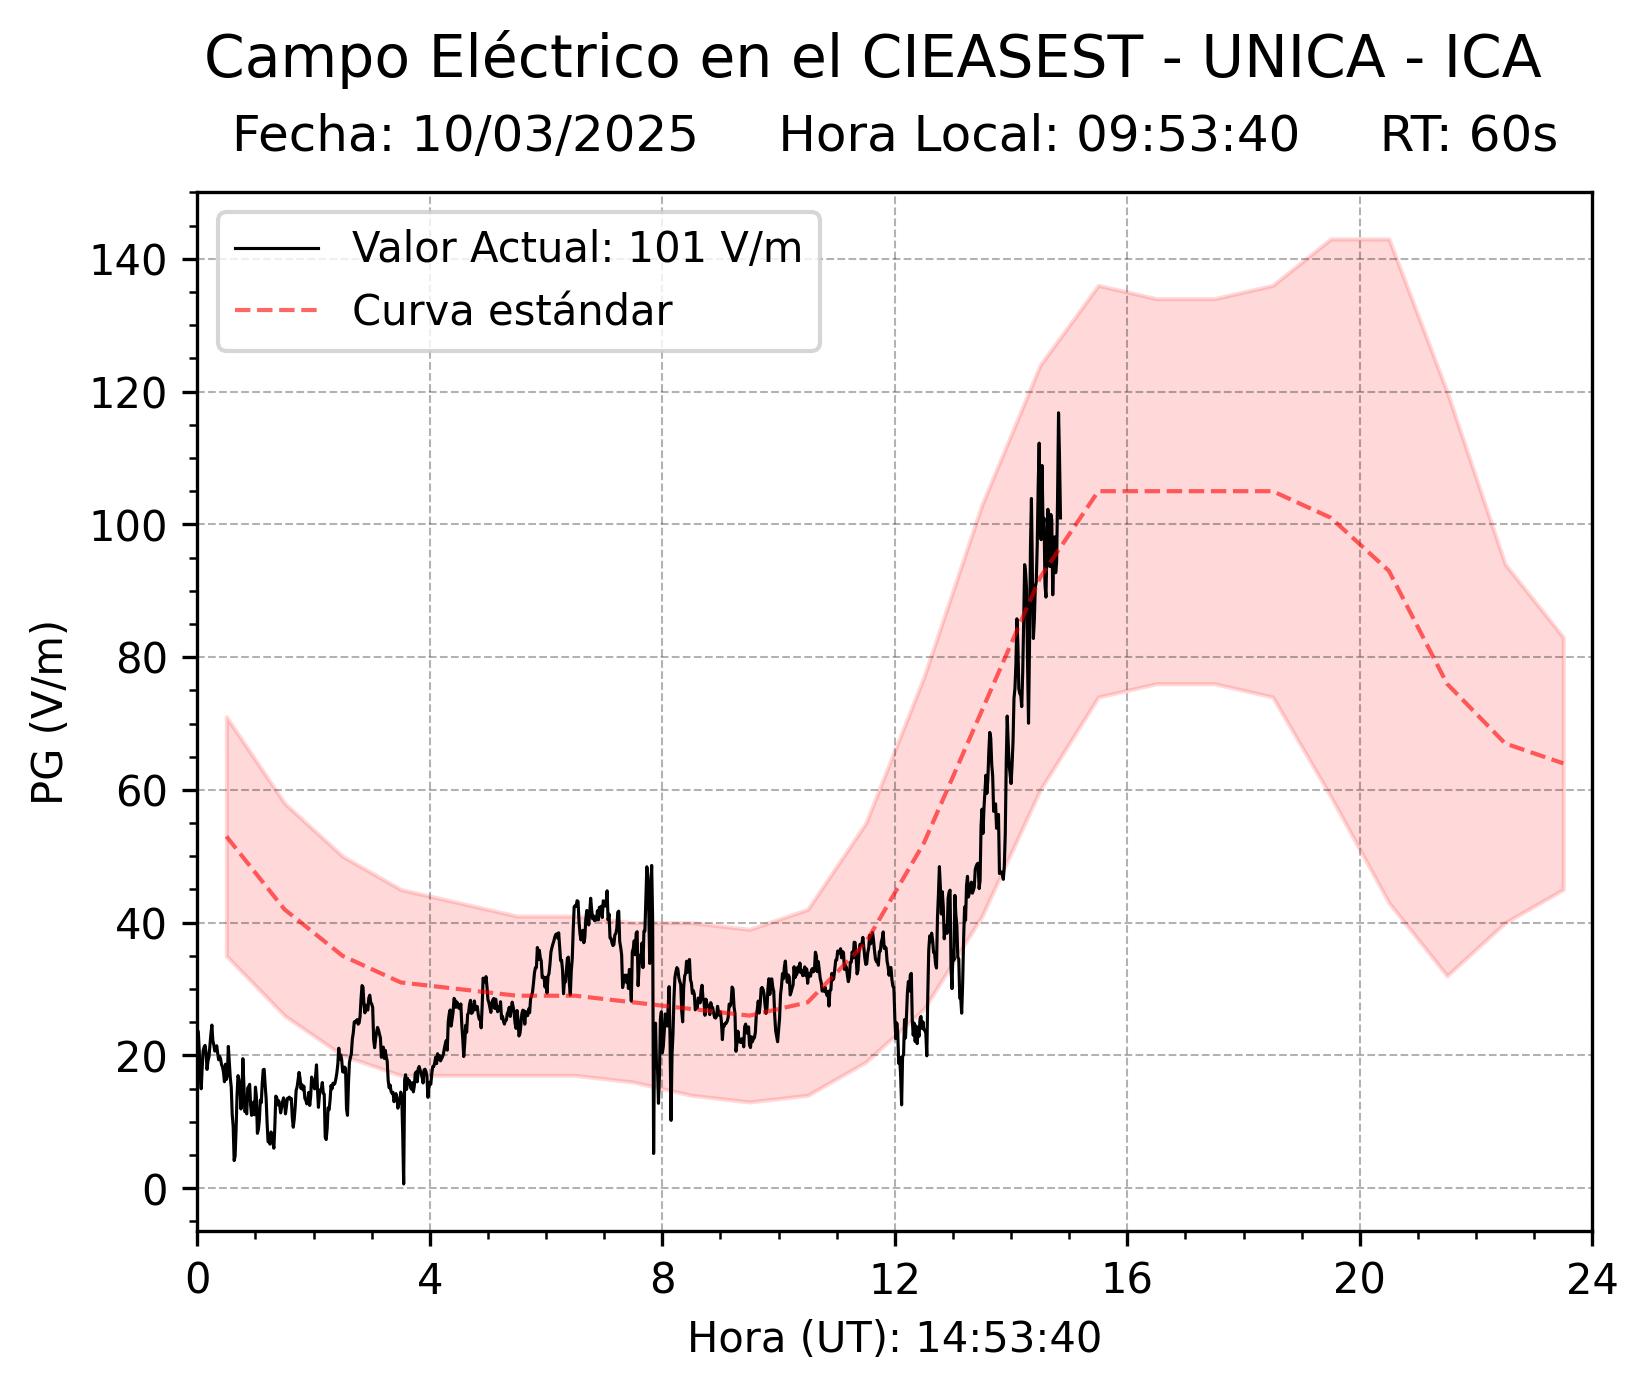 Campo Eléctrico en el CIEASEST - UNICA - ICA
Fecha: 10/03/2025 Hora Local: 09:53:40 RT: 60s
Valor Actual: 101 V/m
Curva estándar
PG (V/m)
140
120
100
80
60
40
20
0
0 4 8 12 16 20 24
Hora (UT): 14:53:40